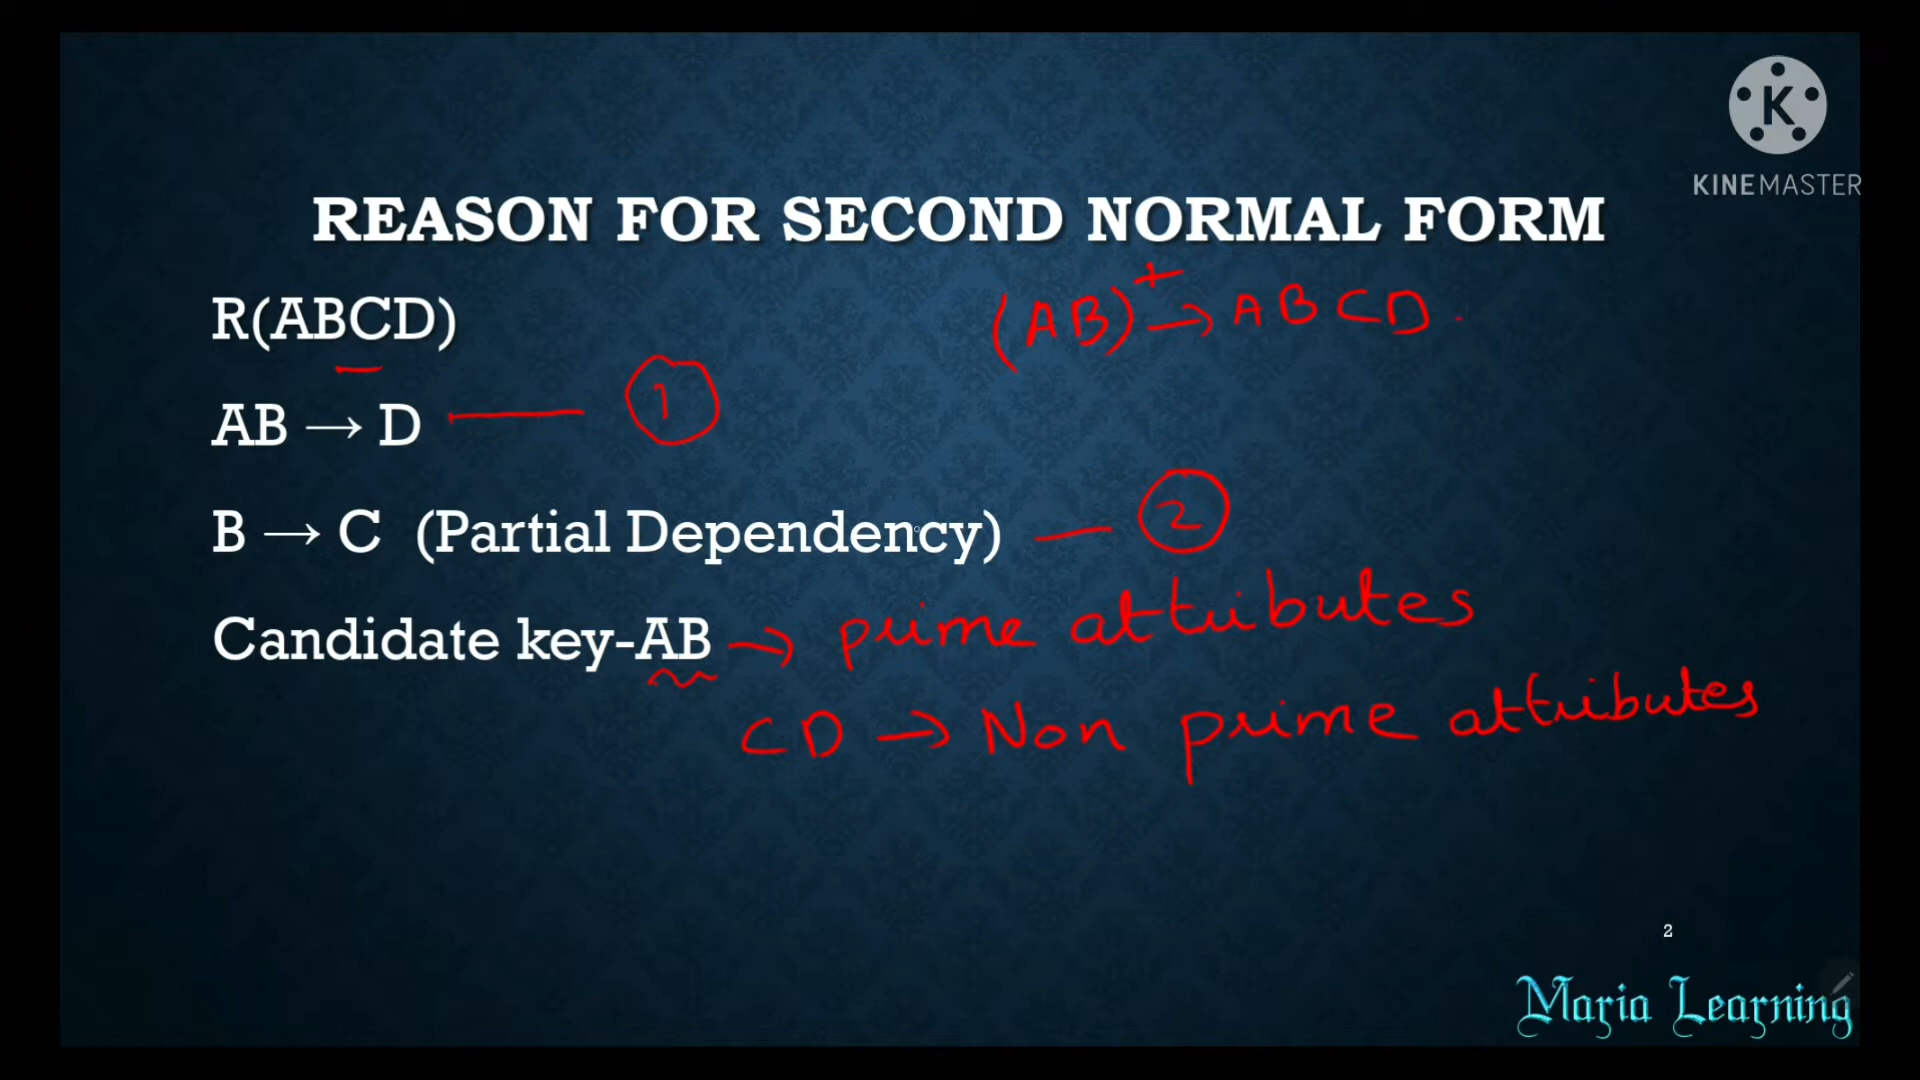 KINEMASTER
REASON FOR SECOND NORMAL FORM
R(ABCD)
(AB)⁺ → ABCD.
AB → D — 1
B → C (Partial Dependency) — 2
Candidate key-AB → prime attributes
CD → Non prime attributes
2
Maria Learning